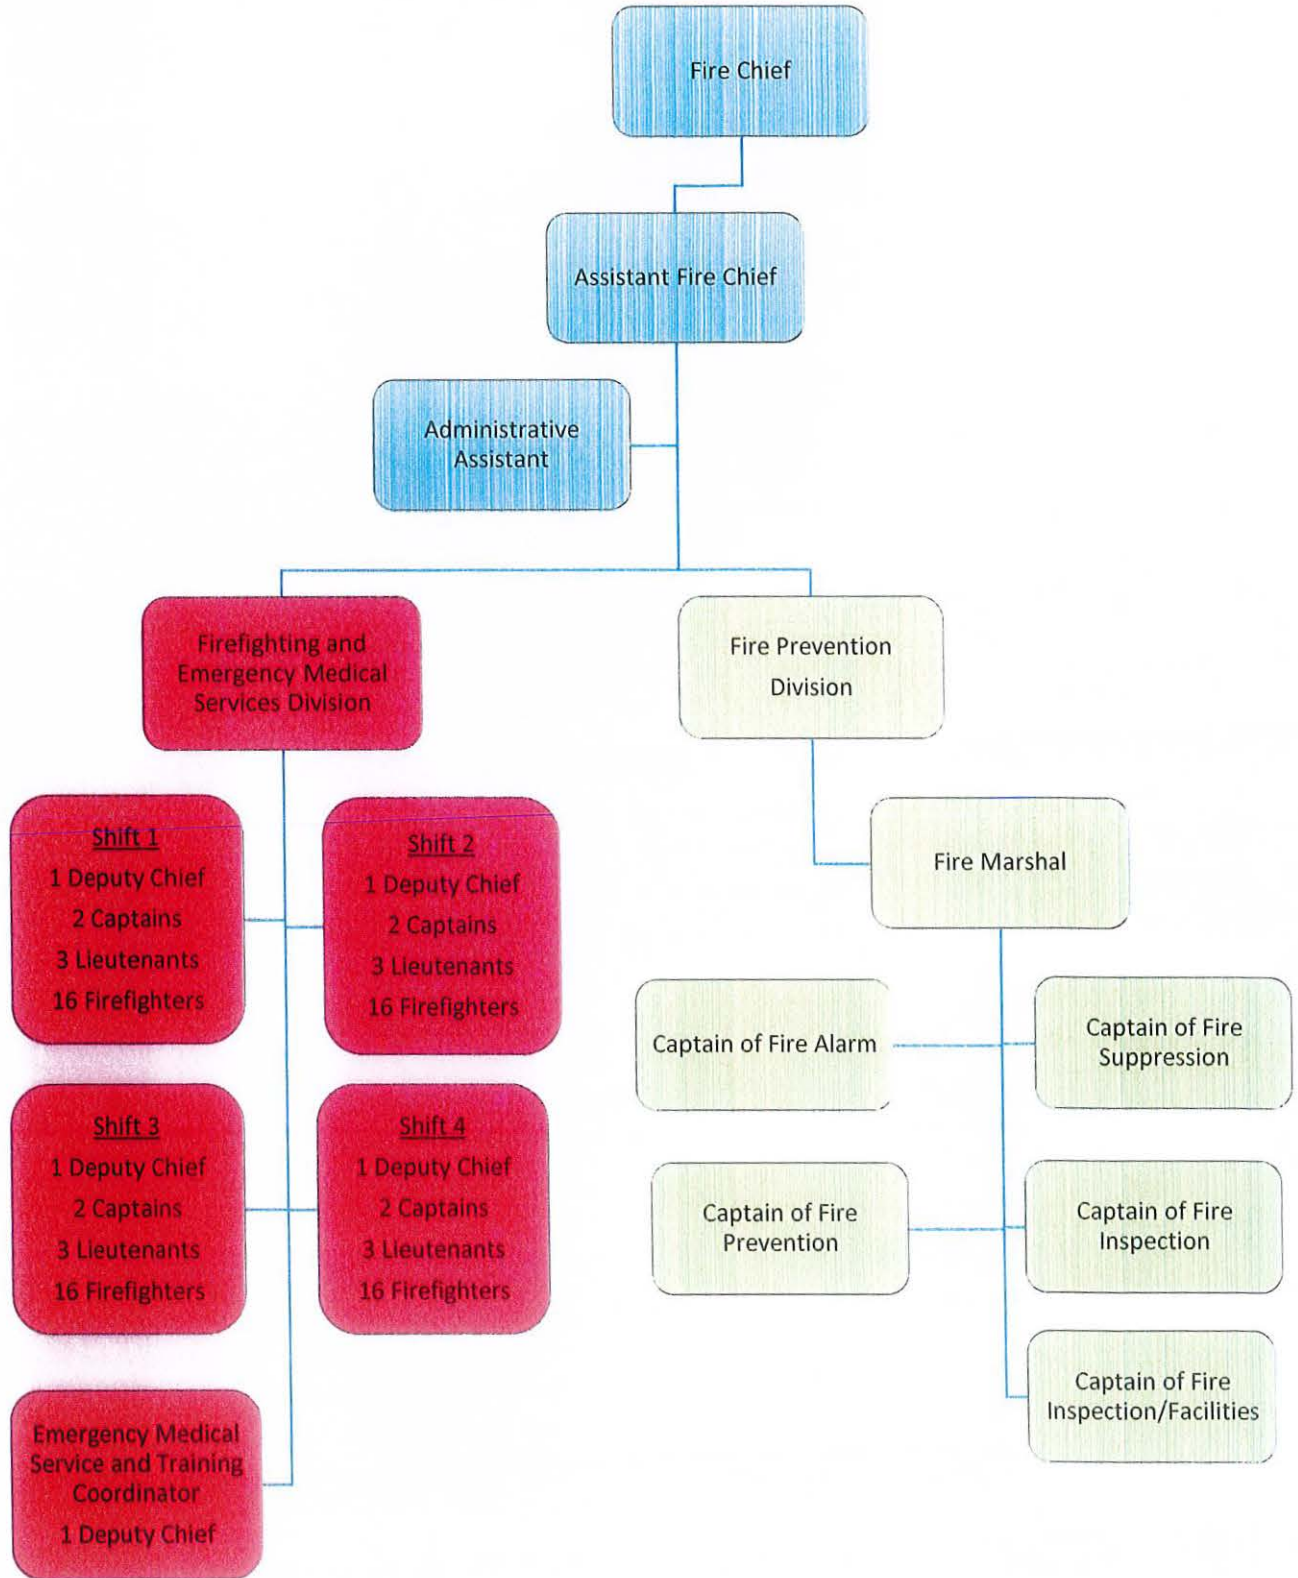 Fire Chief
Assistant Fire Chief
Administrative
Assistant
Firefighting and
Emergency Medical
Services Division
Fire Prevention
Division
Shift 1
1 Deputy Chief
2 Captains
3 Lieutenants
16 Firefighters
Shift 2
1 Deputy Chief
2 Captains
3 Lieutenants
16 Firefighters
Fire Marshal
Captain of Fire Alarm
Captain of Fire
Suppression
Shift 3
1 Deputy Chief
2 Captains
3 Lieutenants
16 Firefighters
Shift 4
1 Deputy Chief
2 Captains
3 Lieutenants
16 Firefighters
Captain of Fire
Prevention
Captain of Fire
Inspection
Captain of Fire
Inspection/Facilities
Emergency Medical
Service and Training
Coordinator
1 Deputy Chief